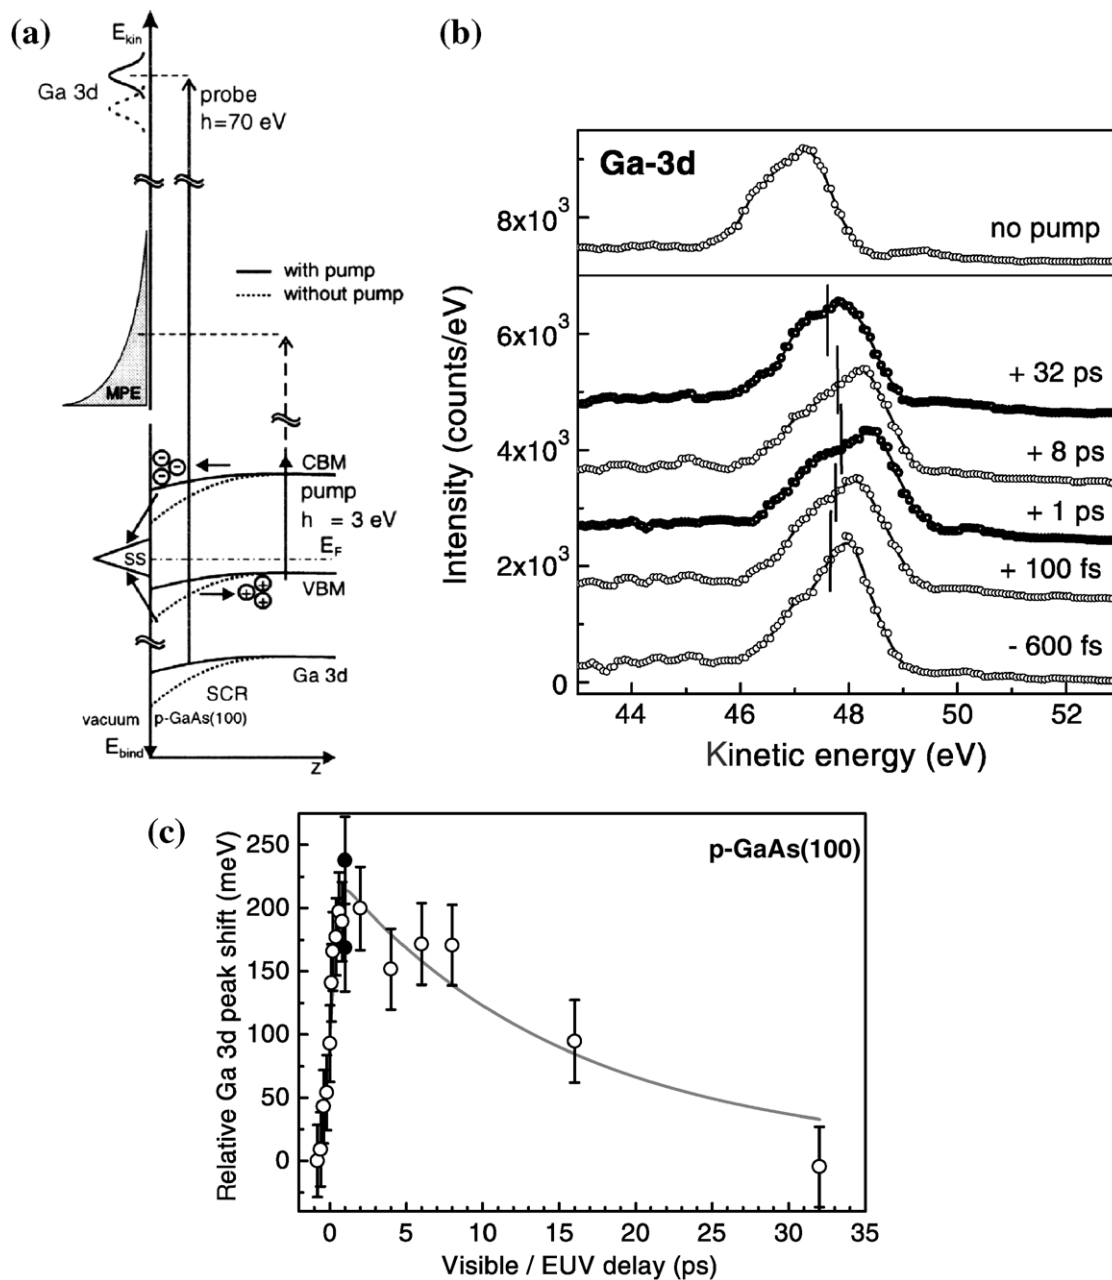 (a)
E_kin
Ga 3d
probe
h=70 eV
with pump
without pump
MPE
CBM
pump
h = 3 eV
E_F
SS
VBM
Ga 3d
SCR
vacuum
p-GaAs(100)
E_bind
z
(b)
Ga-3d
no pump
+ 32 ps
+ 8 ps
+ 1 ps
+ 100 fs
- 600 fs
Intensity (counts/eV)
8x10³
6x10³
4x10³
2x10³
0
44 46 48 50 52
Kinetic energy (eV)
(c)
p-GaAs(100)
Relative Ga 3d peak shift (meV)
250
200
150
100
50
0
0 5 10 15 20 25 30 35
Visible / EUV delay (ps)